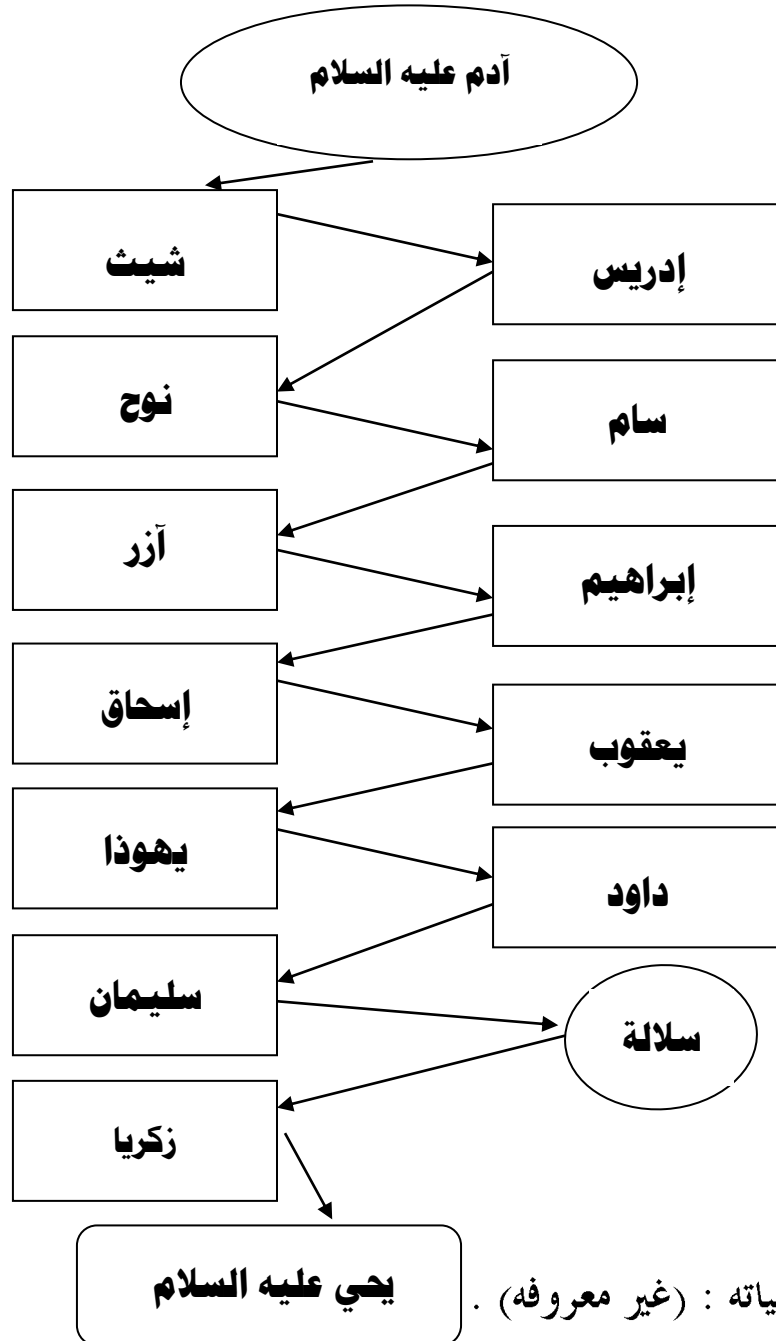 آدم عليه السلام
شيث
إدريس
نوح
سام
آزر
إبراهيم
إسحاق
يعقوب
يهوذا
داود
سليمان
سلالة
زكريا
يحي عليه السلام
: (غير معروفه) .